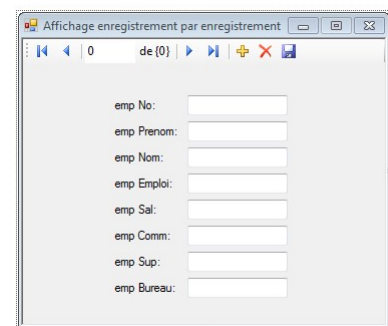 Affichage enregistrement par enregistrement
0 de {0}
emp No:
emp Prenom:
emp Nom:
emp Emploi:
emp Sal:
emp Comm:
emp Sup:
emp Bureau: